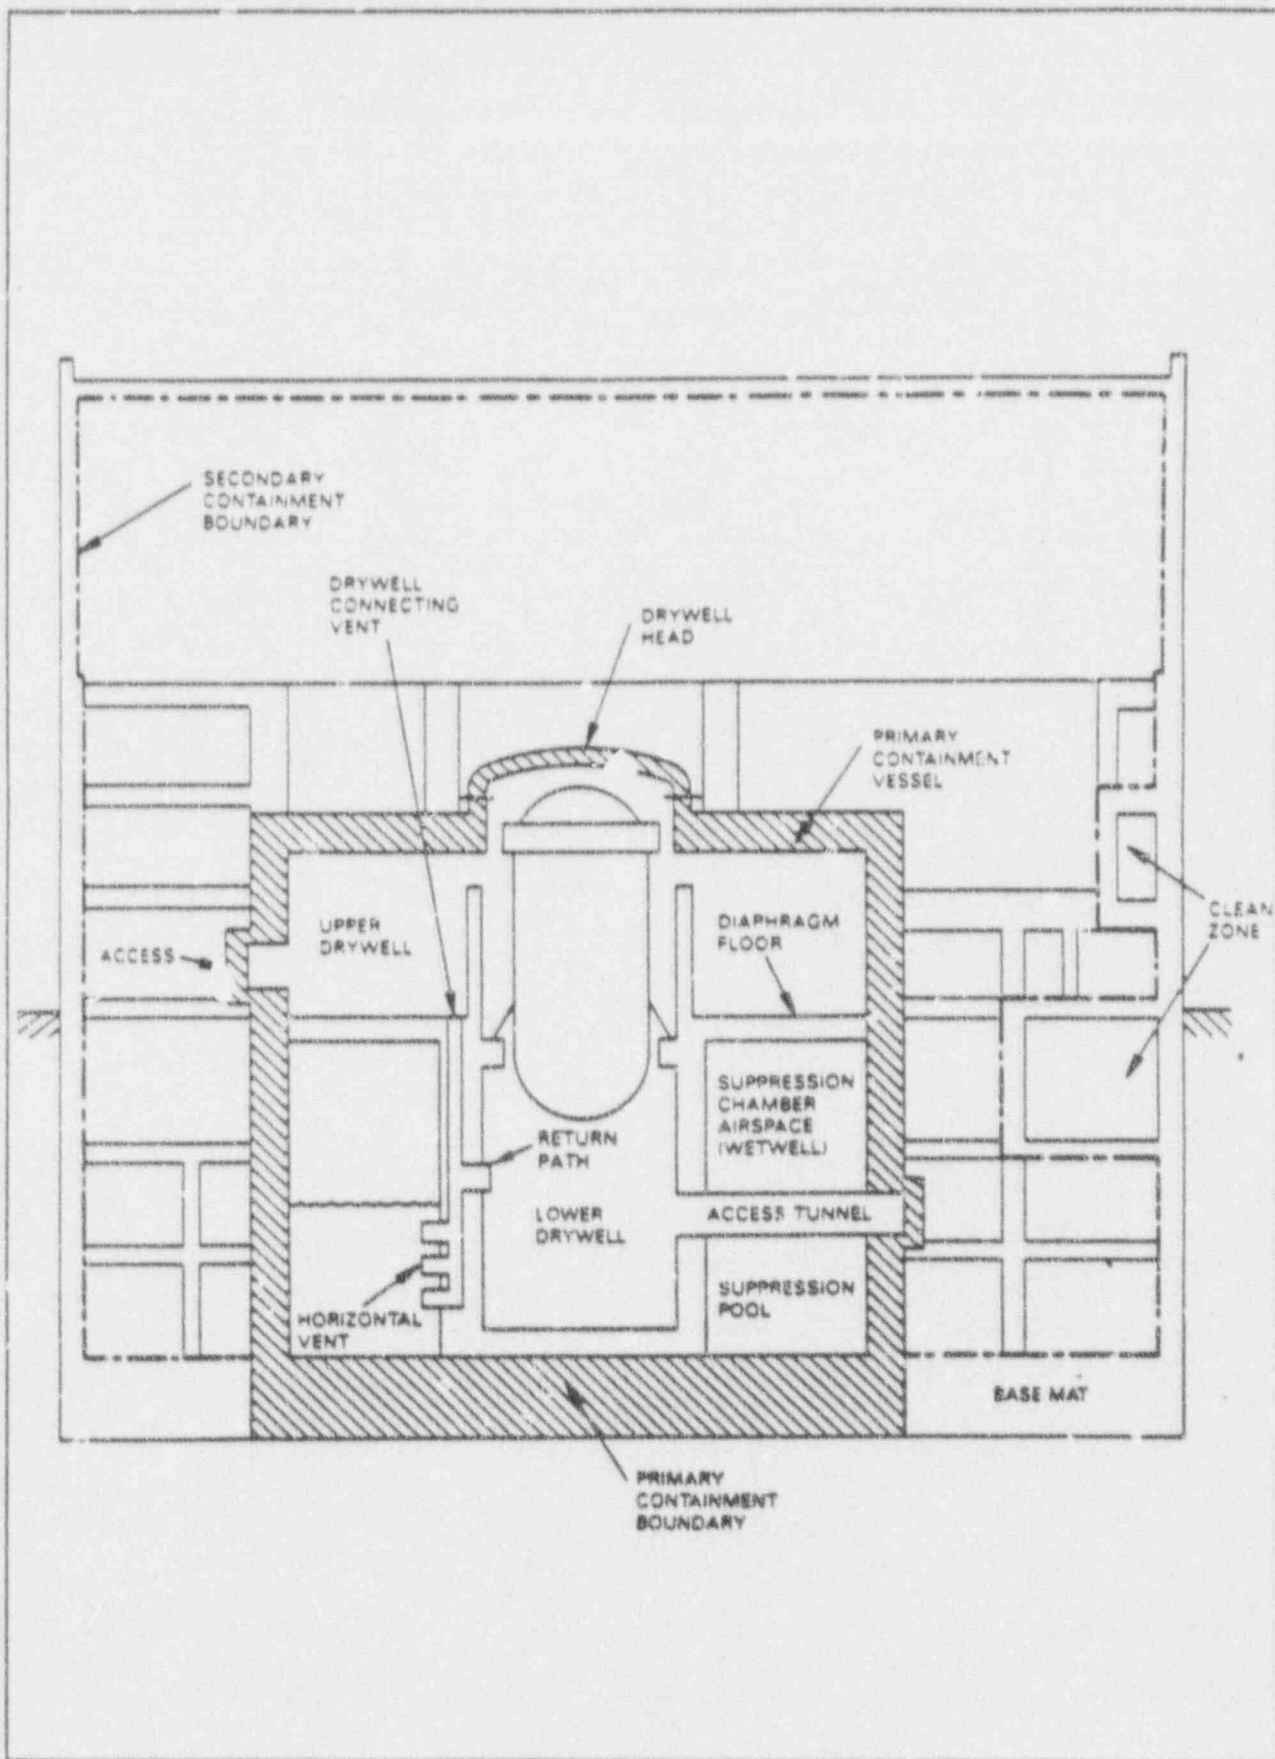 SECONDARY
CONTAINMENT
BOUNDARY
DRYWELL
CONNECTING
VENT
DRYWELL
HEAD
PRIMARY
CONTAINMENT
VESSEL
UPPER
DRYWELL
DIAPHRAGM
FLOOR
CLEAN
ZONE
ACCESS
SUPPRESSION
CHAMBER
AIRSPACE
(WETWELL)
RETURN
PATH
LOWER
DRYWELL
ACCESS TUNNEL
SUPPRESSION
POOL
HORIZONTAL
VENT
BASE MAT
PRIMARY
CONTAINMENT
BOUNDARY